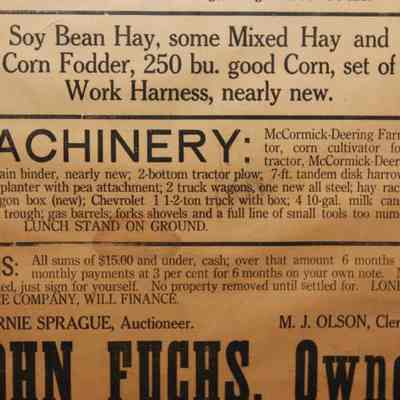 Soy Bean Hay, some Mixed Hay and
Corn Fodder, 250 bu. good Corn, set of
Work Harness, nearly new.
ACHINERY: McCormick-Deering Far
tor, corn cultivator fo
tractor, McCormick-Deer
ain binder, nearly new; 2-bottom tractor plow; 7-ft. tandem disk harrow
planter with pea attachment; 2 truck wagons, one new all steel; hay rac
gon box (new); Chevrolet 1 1-2-ton truck with box; 4 10-gal. milk can
trough; gas barrels; forks shovels and a full line of small tools too num
LUNCH STAND ON GROUND.
S: All sums of $15.00 and under, cash; over that amount 6 months
monthly payments at 3 per cent for 6 months on your own note.
ed, just sign for yourself. No property removed until settled for. LON
CE COMPANY, WILL FINANCE.
RNIE SPRAGUE, Auctioneer. M. J. OLSON, Cler
OHN FUCHS, Owne